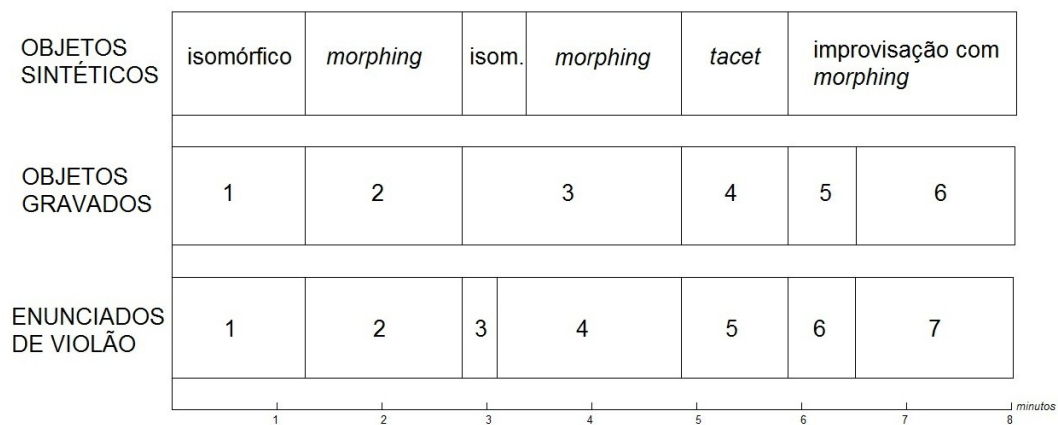 OBJETOS
SINTÉTICOS
isomórfico
morphing
isom.
morphing
tacet
improvisação com
morphing
OBJETOS
GRAVADOS
1
2
3
4
5
6
ENUNCIADOS
DE VIOLÃO
1
2
3
4
5
6
7
1
2
3
4
5
6
7
8
minutos